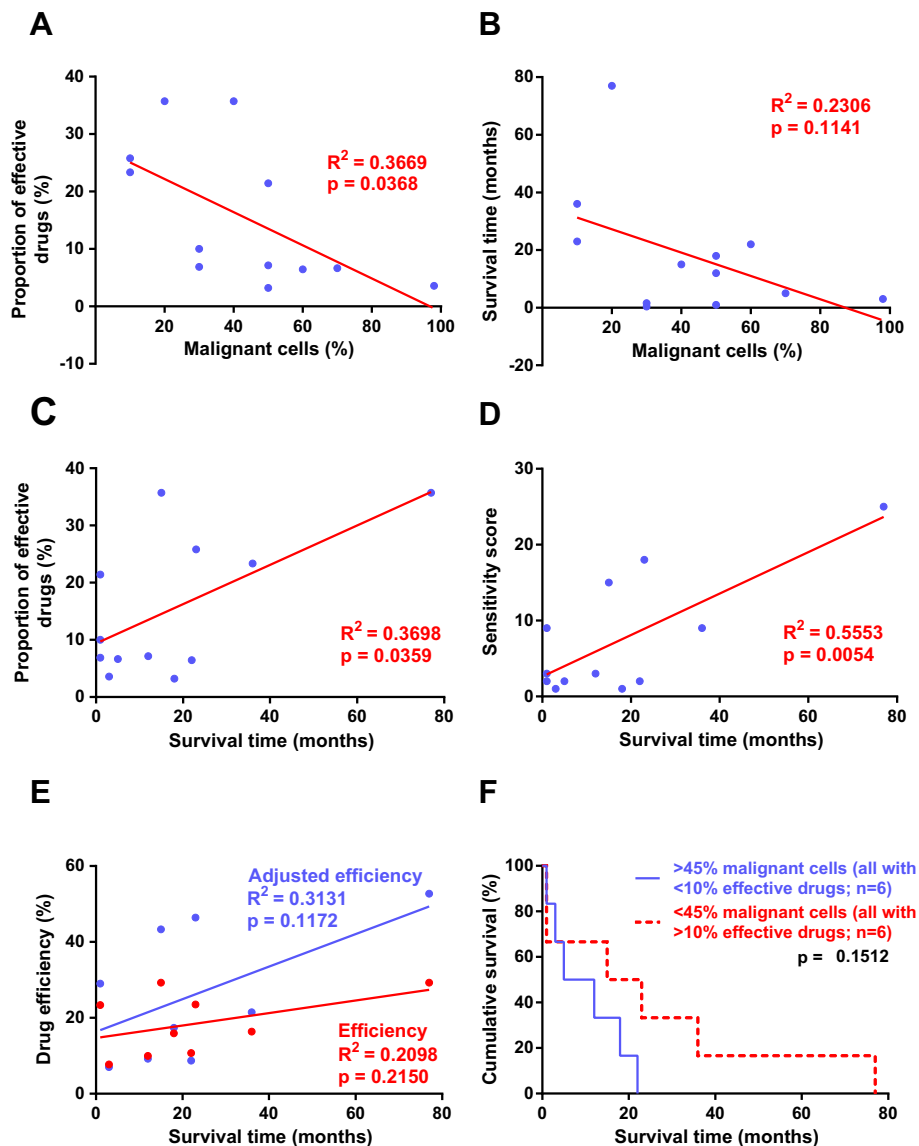 A
Proportion of effective
drugs (%)
40
30
20
10
0
-10
20
40
60
80
100
R2 = 0.3669
p = 0.0368
Malignant cells (%)
B
Survival time (months)
80
60
40
20
0
-20
20
40
60
80
100
R2 = 0.2306
p = 0.1141
Malignant cells (%)
C
Proportion of effective
drugs (%)
40
30
20
10
0
0
20
40
60
80
R2 = 0.3698
p = 0.0359
Survival time (months)
D
Sensitivity score
30
20
10
0
0
20
40
60
80
R2 = 0.5553
p = 0.0054
Survival time (months)
E
Drug efficiency (%)
60
40
20
0
0
20
40
60
80
Adjusted efficiency
R2 = 0.3131
p = 0.1172
Efficiency
R2 = 0.2098
p = 0.2150
Survival time (months)
F
Cumulative survival (%)
100
80
60
40
20
0
0
20
40
60
80
>45% malignant cells (all with
<10% effective drugs; n=6)
<45% malignant cells (all with
>10% effective drugs; n=6)
p = 0.1512
Survival time (months)